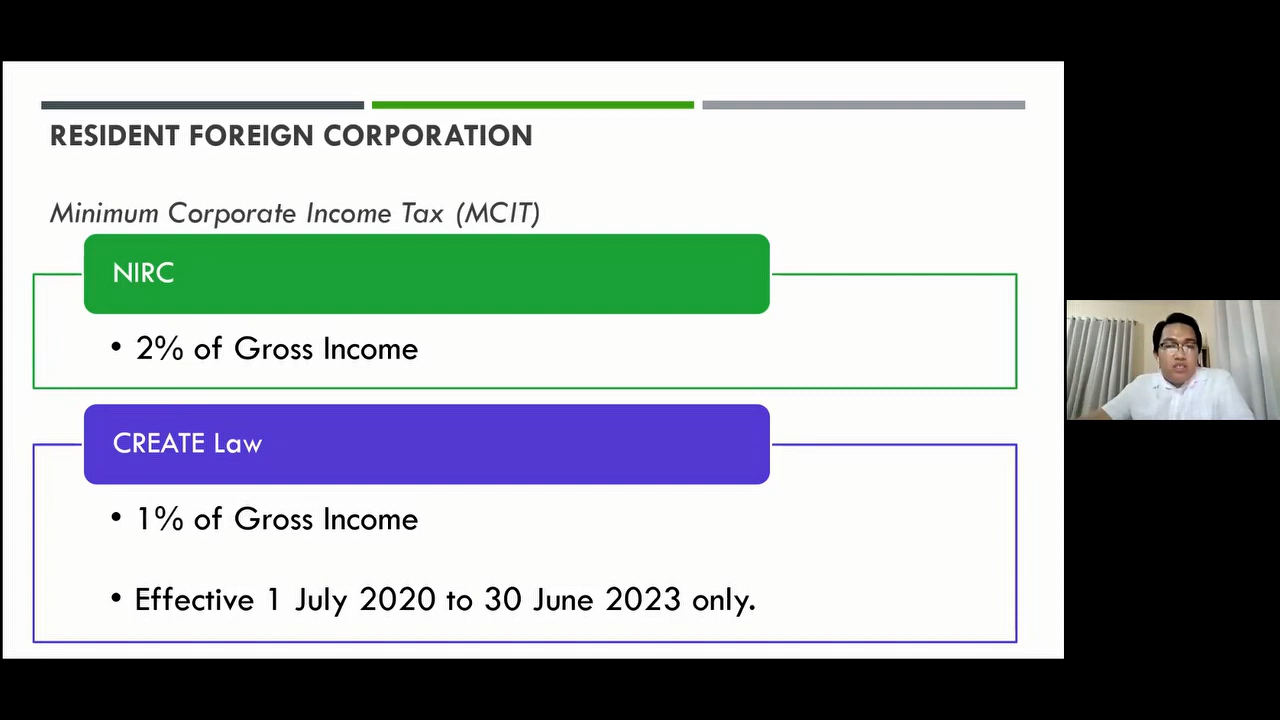 RESIDENT FOREIGN CORPORATION
Minimum Corporate Income Tax (MCIT)
NIRC
• 2% of Gross Income
CREATE Law
• 1% of Gross Income
• Effective 1 July 2020 to 30 June 2023 only.